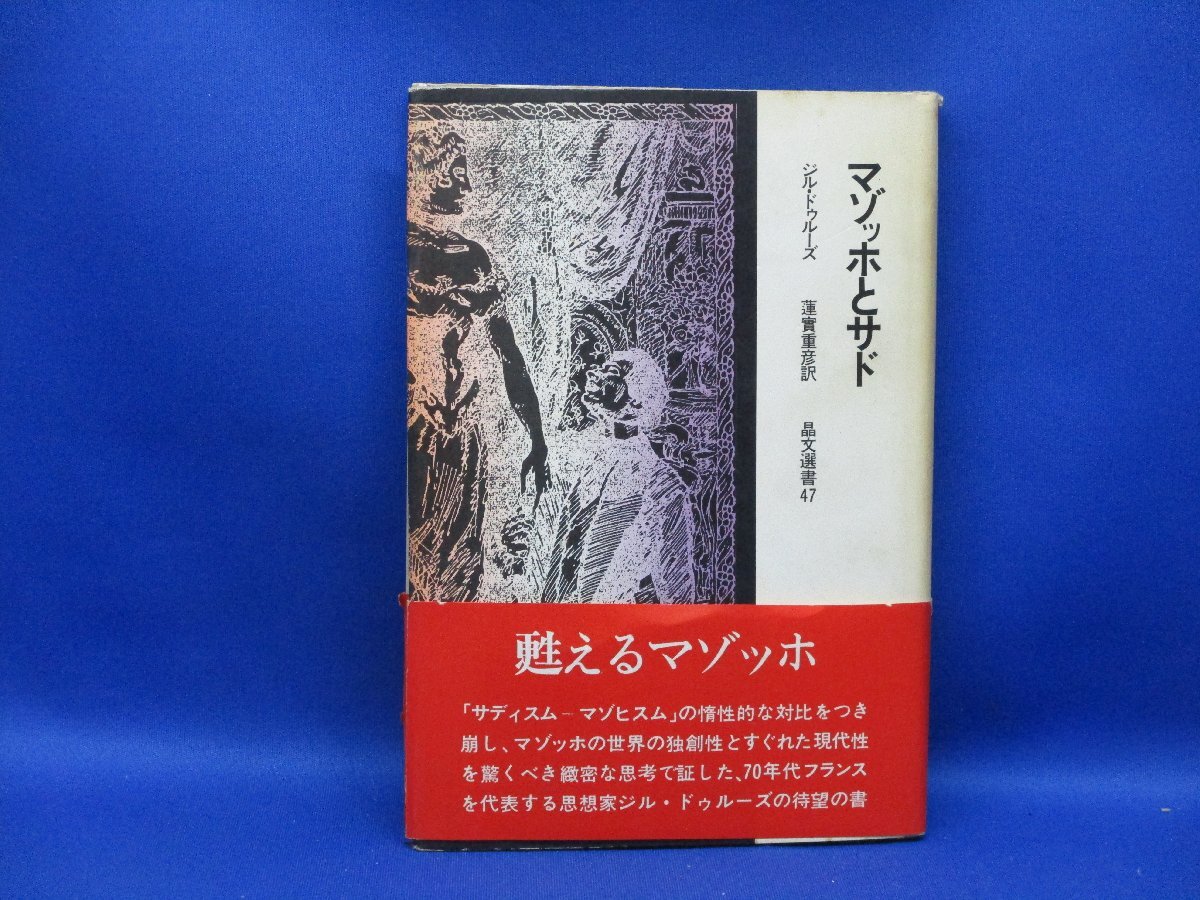 マゾッホとサド
ジル・ドゥルーズ
蓮實重彦訳
晶文選書47
甦えるマゾッホ
「サディスム–マゾヒスム」の惰性的な対比をつき
崩し、マゾッホの世界の独創性とすぐれた現代性
を驚くべき緻密な思考で証した、70年代フランス
を代表する思想家ジル・ドゥルーズの待望の書